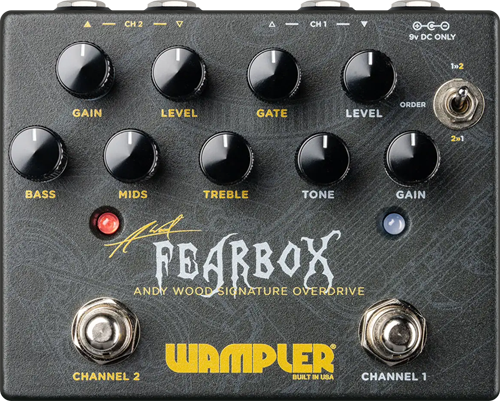 ▲ — CH 2 — ▽ △ — CH 1 — ▼
9v DC ONLY
1»2
GAIN LEVEL GATE LEVEL ORDER
2»1
BASS MIDS TREBLE TONE GAIN
FEARBOX
ANDY WOOD SIGNATURE OVERDRIVE
WAMPLER®
BUILT IN USA
CHANNEL 2 CHANNEL 1